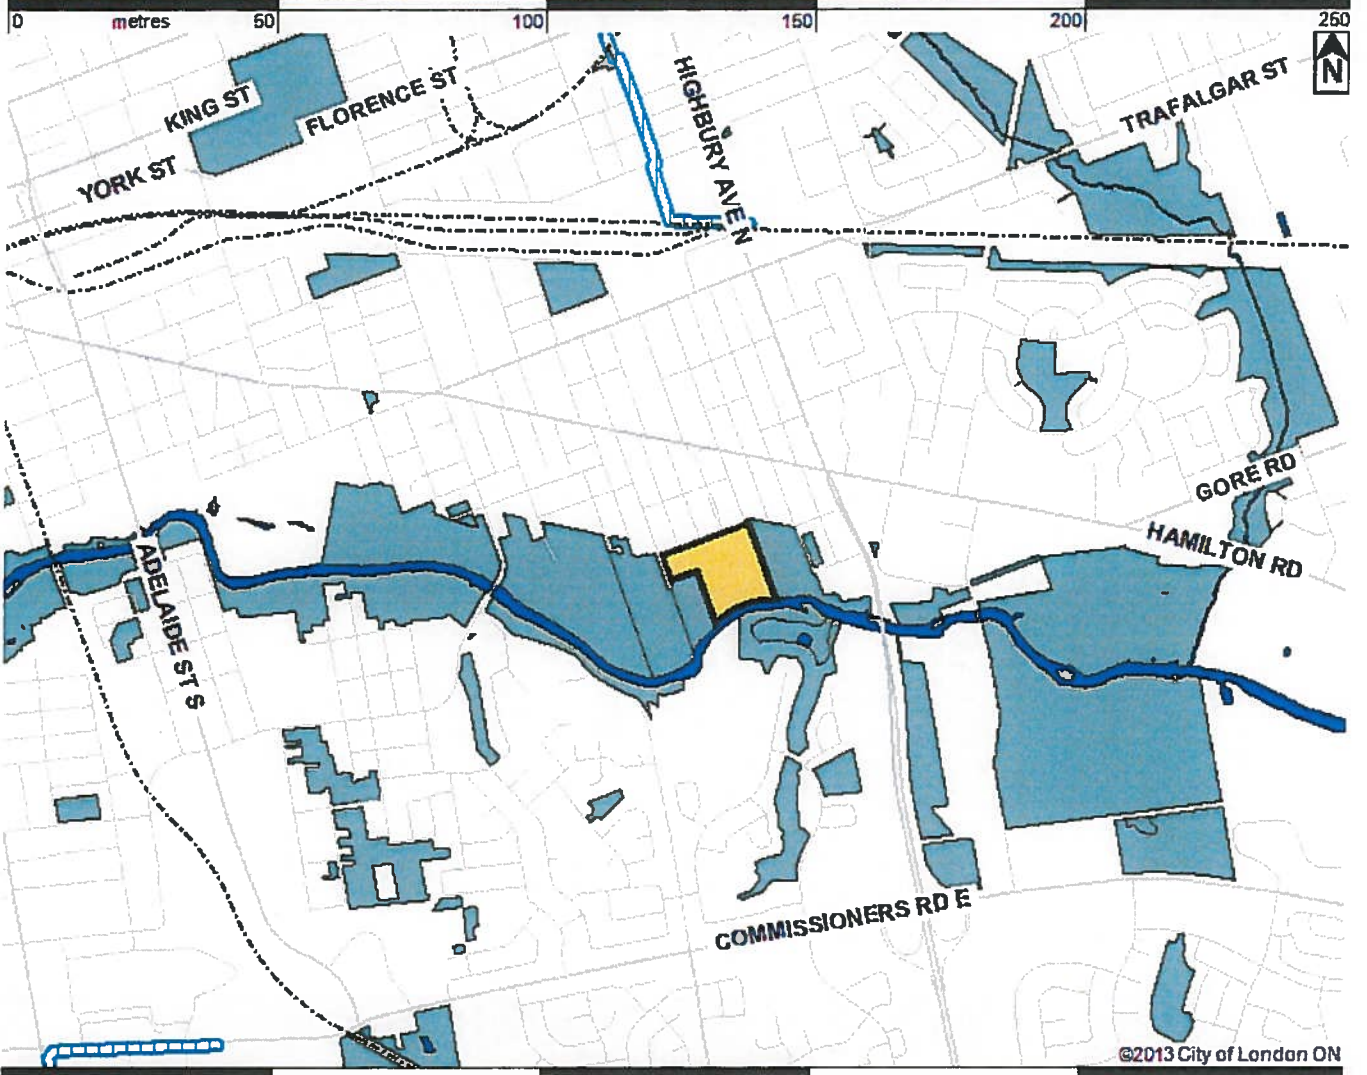 0 metres 50 100 150 200 250
N
KING ST
FLORENCE ST
YORK ST
HIGHBURY AVE N
TRAFALGAR ST
GORE RD
HAMILTON RD
ADELAIDE ST S
COMMISSIONERS RD E
©2013 City of London ON